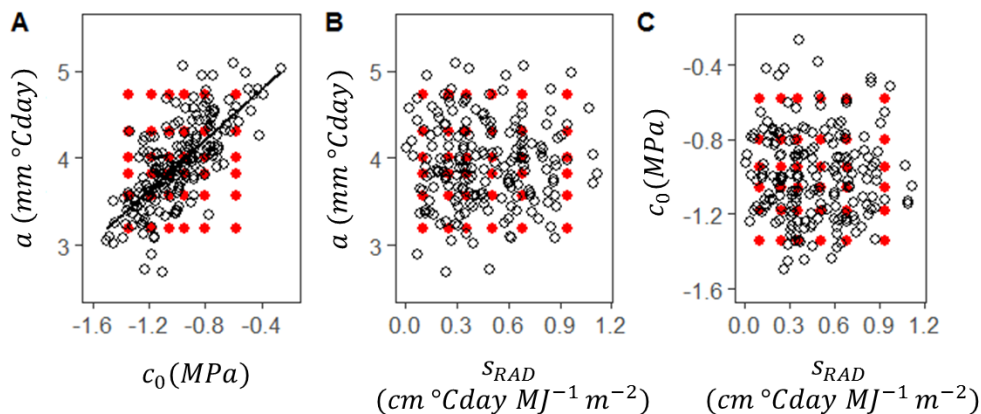 A
B
C
a (mm °Cday)
5
4
3
-1.6
-1.2
-0.8
-0.4
c₀(MPa)
a (mm °Cday)
5
4
3
0.0
0.3
0.6
0.9
1.2
s_RAD
(cm °Cday MJ⁻¹ m⁻²)
c₀(MPa)
-0.4
-0.8
-1.2
-1.6
0.0
0.3
0.6
0.9
1.2
s_RAD
(cm °Cday MJ⁻¹ m⁻²)